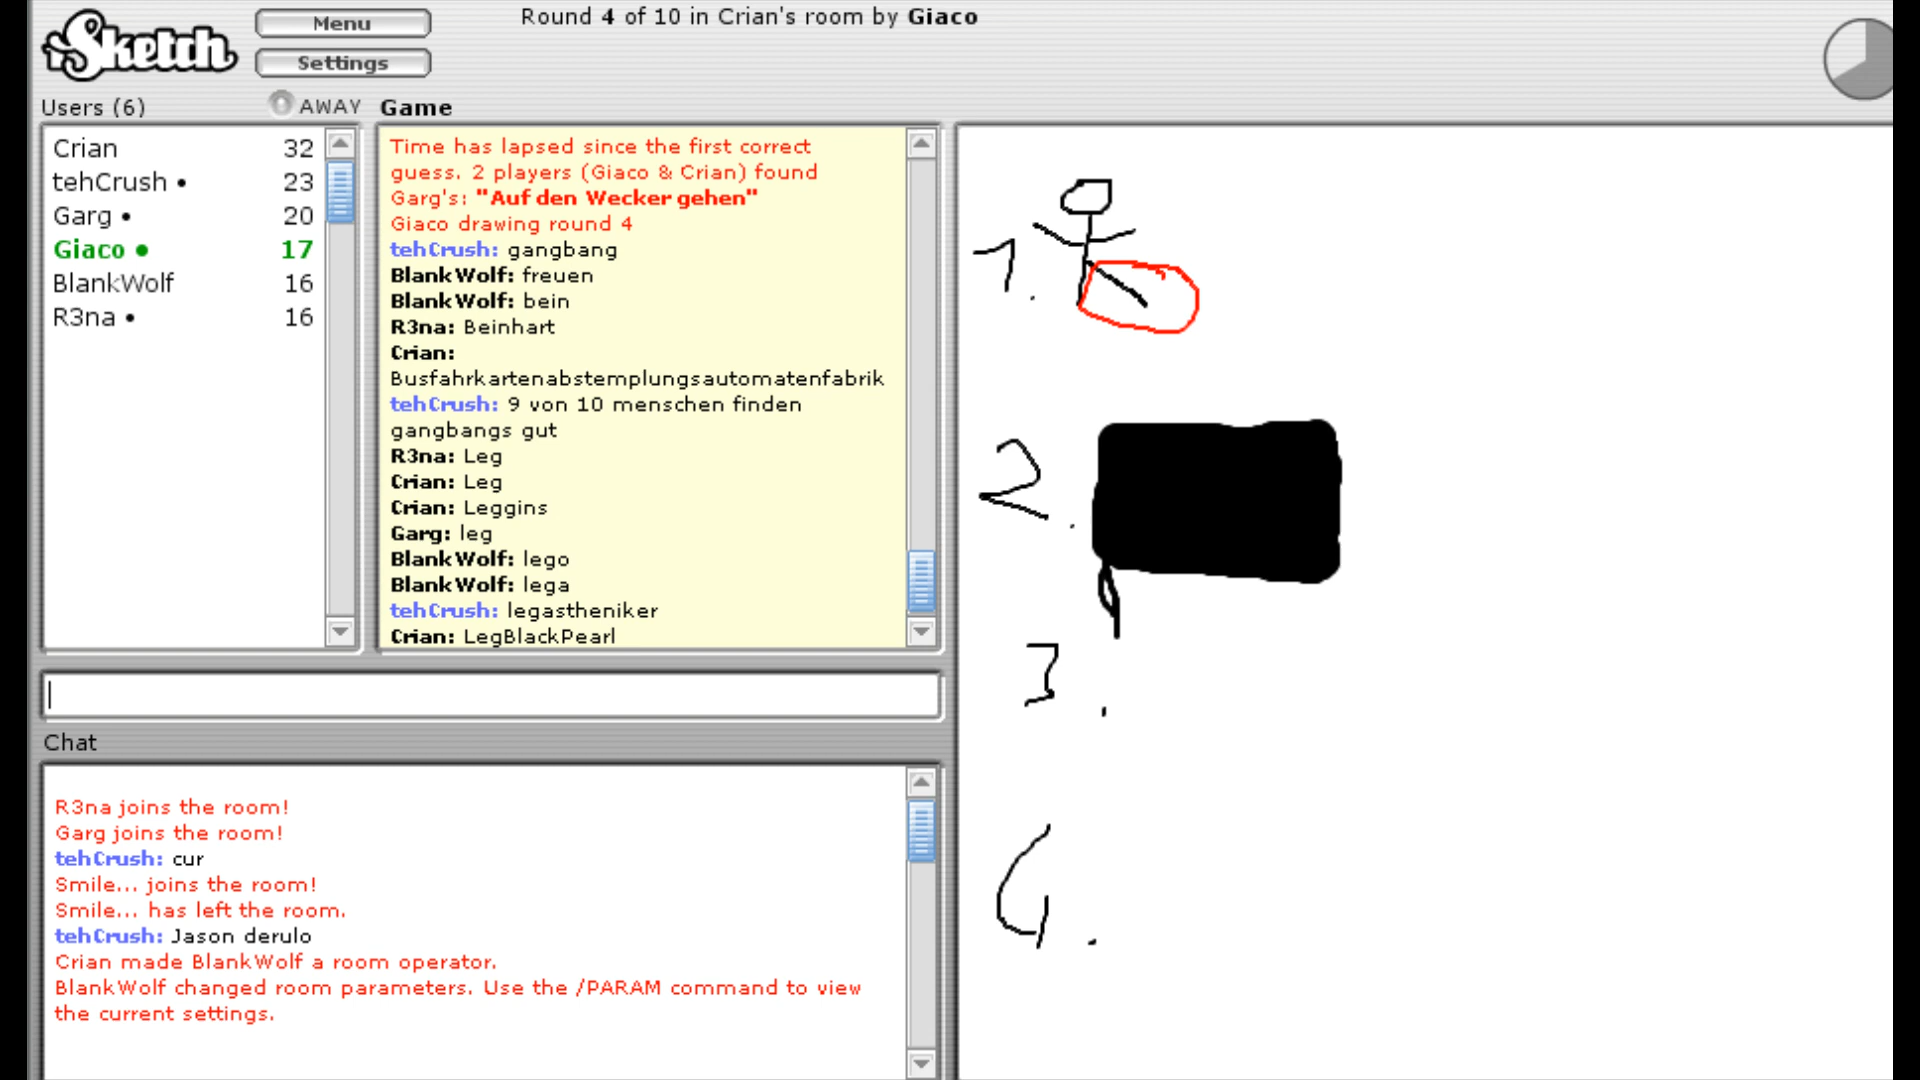 iSketch
Menu
Settings
Round 4 of 10 in Crian's room by Giaco
Users (6)
AWAY
Crian 32
tehCrush • 23
Garg • 20
Giaco • 17
BlankWolf 16
R3na • 16
Game
Time has lapsed since the first correct
guess. 2 players (Giaco & Crian) found
Garg's: "Auf den Wecker gehen"
Giaco drawing round 4
tehCrush: gangbang
BlankWolf: freuen
BlankWolf: bein
R3na: Beinhart
Crian:
Busfahrkartenabstemplungsautomatenfabrik
tehCrush: 9 von 10 menschen finden
gangbangs gut
R3na: Leg
Crian: Leg
Crian: Leggins
Garg: leg
BlankWolf: lego
BlankWolf: lega
tehCrush: legastheniker
Crian: LegBlackPearl
Chat
R3na joins the room!
Garg joins the room!
tehCrush: cur
Smile... joins the room!
Smile... has left the room.
tehCrush: Jason derulo
Crian made BlankWolf a room operator.
BlankWolf changed room parameters. Use the /PARAM command to view
the current settings.
1.
2.
3.
4.